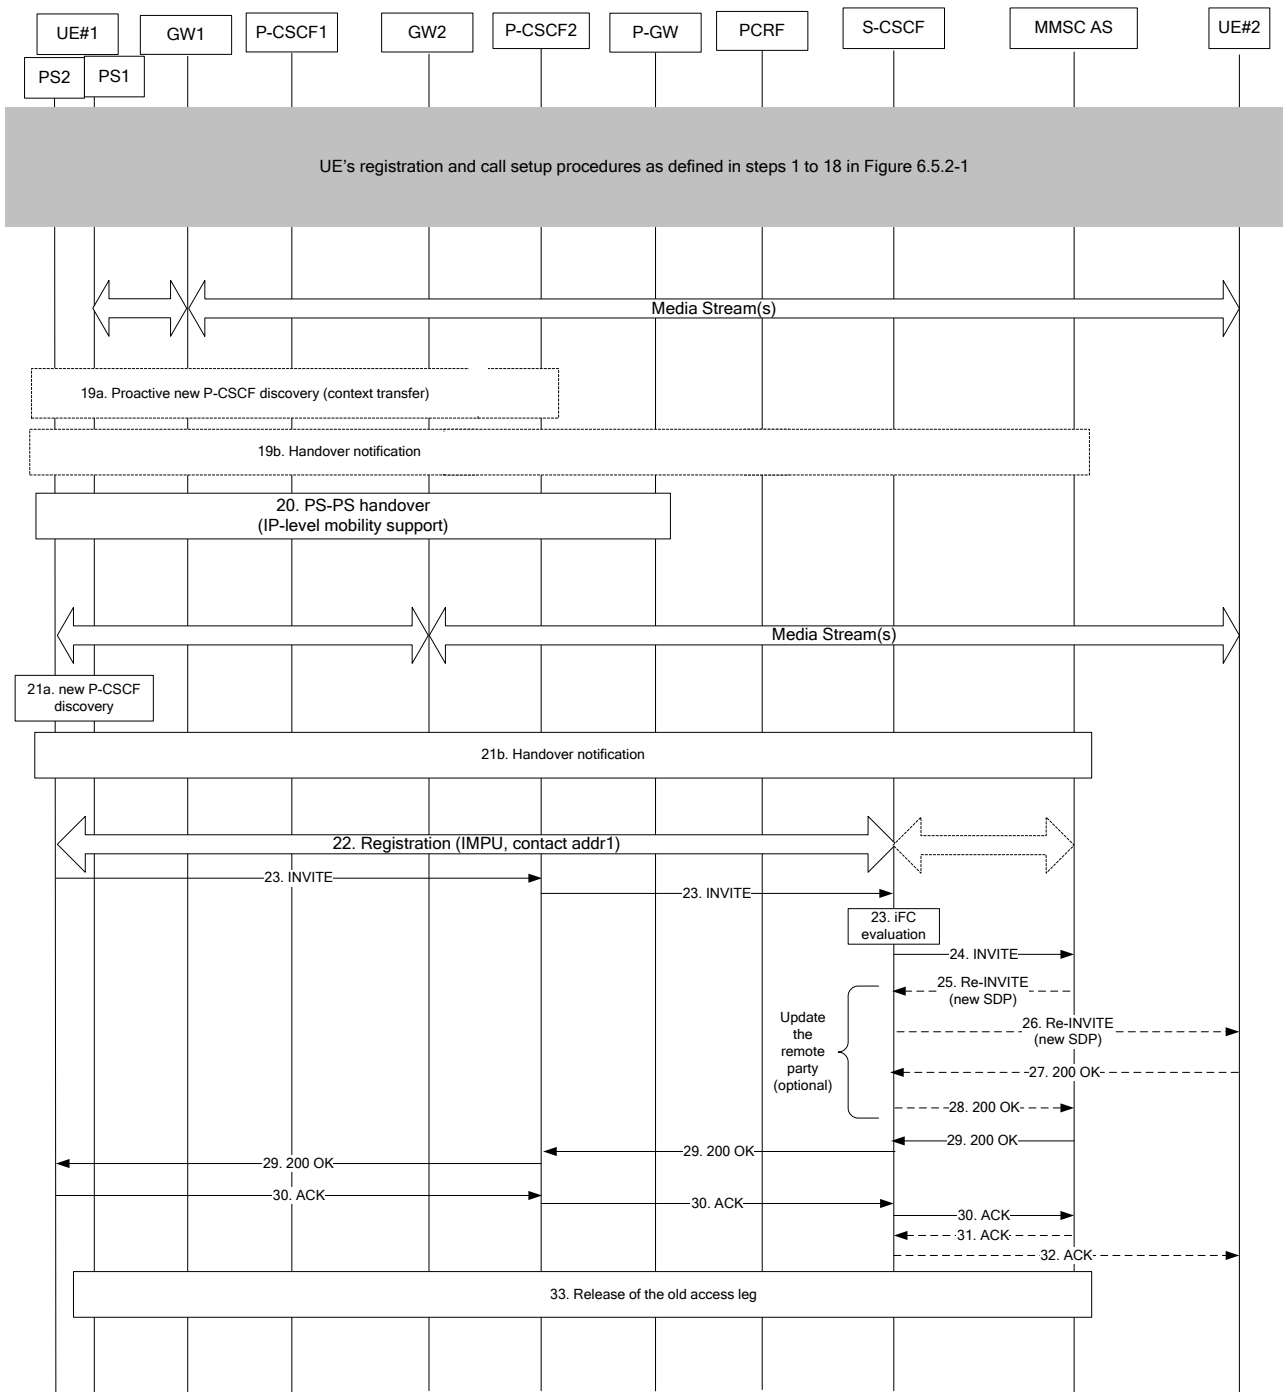 UE#1
GW1
P-CSCF1
GW2
P-CSCF2
P-GW
PCRF
S-CSCF
MMSC AS
UE#2
PS2
PS1
UE's registration and call setup procedures as defined in steps 1 to 18 in Figure 6.5.2-1
Media Stream(s)
19a. Proactive new P-CSCF discovery (context transfer)
19b. Handover notification
20. PS-PS handover
(IP-level mobility support)
Media Stream(s)
21a. new P-CSCF
discovery
21b. Handover notification
22. Registration (IMPU, contact addr1)
23. INVITE
23. INVITE
23. iFC
evaluation
24. INVITE
25. Re-INVITE
(new SDP)
Update
the
remote
party
(optional)
26. Re-INVITE
(new SDP)
27. 200 OK
28. 200 OK
29. 200 OK
29. 200 OK
29. 200 OK
30. ACK
30. ACK
30. ACK
31. ACK
32. ACK
33. Release of the old access leg